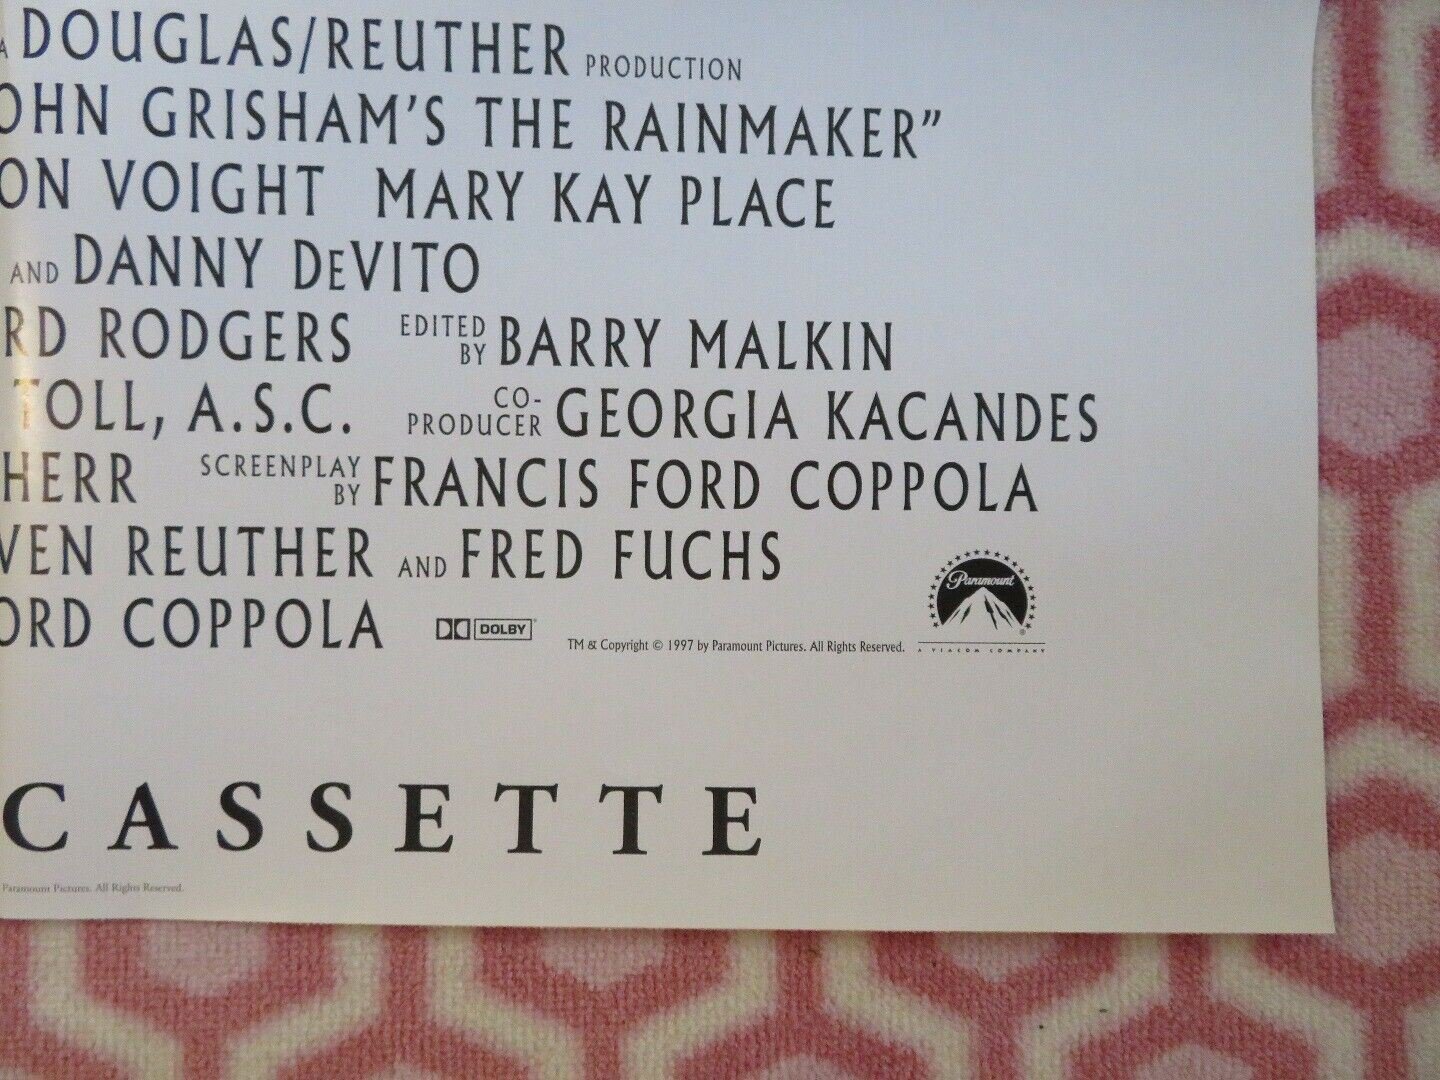 A DOUGLAS/REUTHER PRODUCTION
OHN GRISHAM'S THE RAINMAKER”
ON VOIGHT MARY KAY PLACE
AND DANNY DeVITO
RD RODGERS EDITED BY BARRY MALKIN
TOLL, A.S.C. CO-PRODUCER GEORGIA KACANDES
HERR SCREENPLAY BY FRANCIS FORD COPPOLA
VEN REUTHER AND FRED FUCHS
ORD COPPOLA DOLBY TM & Copyright © 1997 by Paramount Pictures. All Rights Reserved.
Paramount
®
A VIACOM COMPANY
CASSETTE
Paramount Pictures. All Rights Reserved.